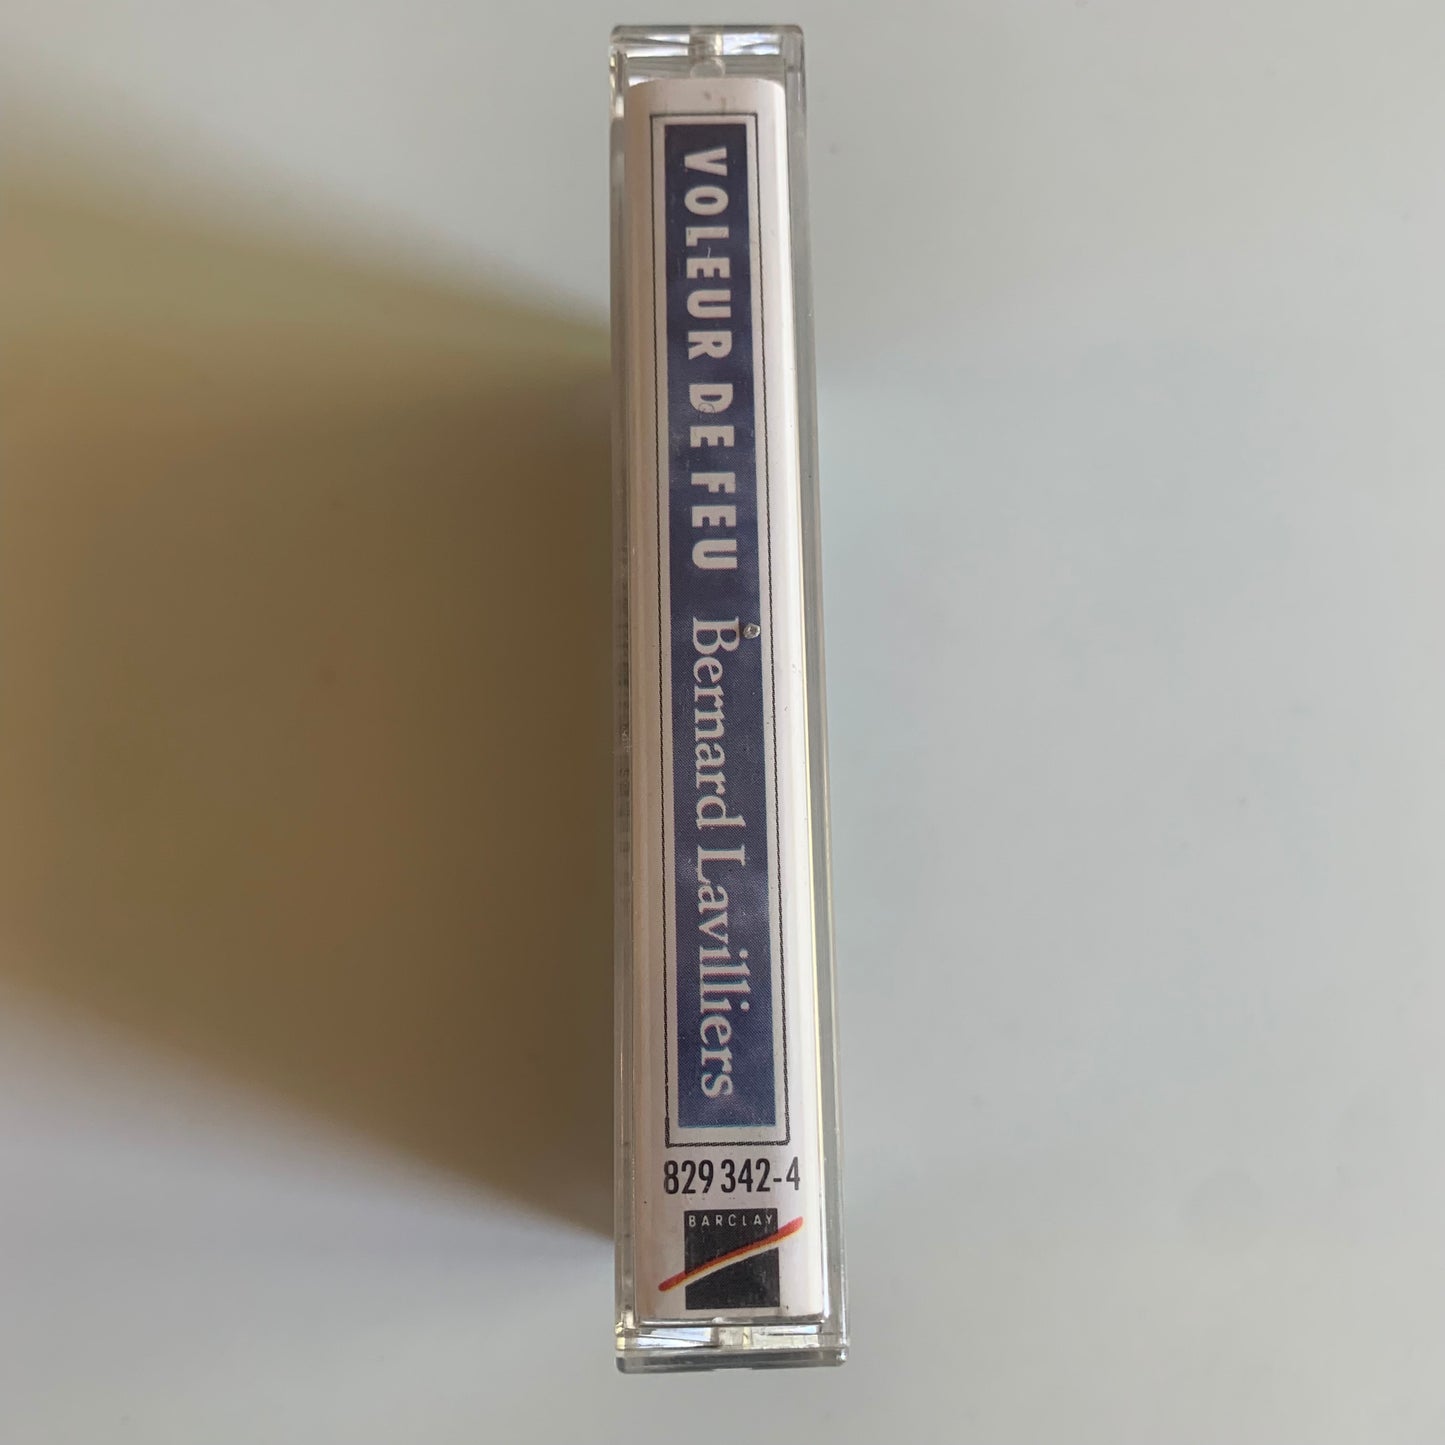 VOLEUR DE FEU Bernard Lavilliers
829 342-4
BARCLAY